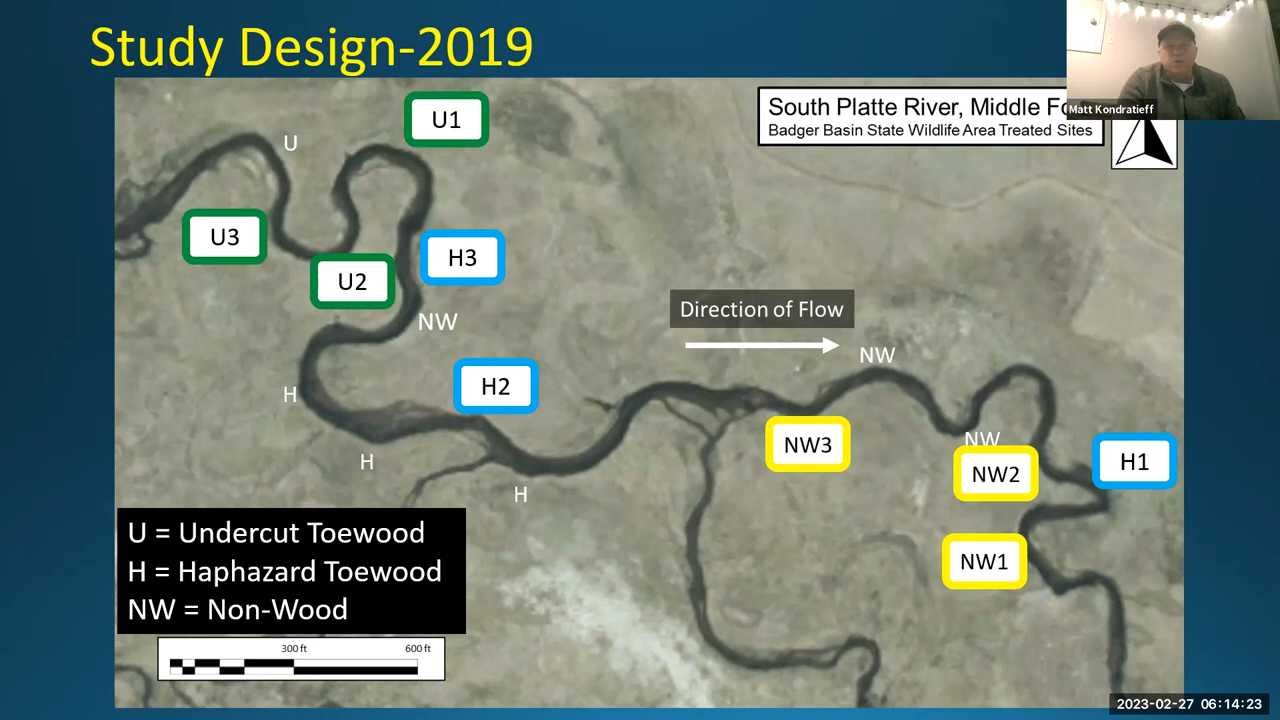 Study Design-2019
South Platte River, Middle Fo
Badger Basin State Wildlife Area Treated Sites
Matt Kondratieff
U1
U
U3
U2
H3
NW
Direction of Flow
NW
H
H2
NW
NW3
NW2
H1
H
H
NW1
U = Undercut Toewood
H = Haphazard Toewood
NW = Non-Wood
300 ft
600 ft
2023-02-27 06:14:23